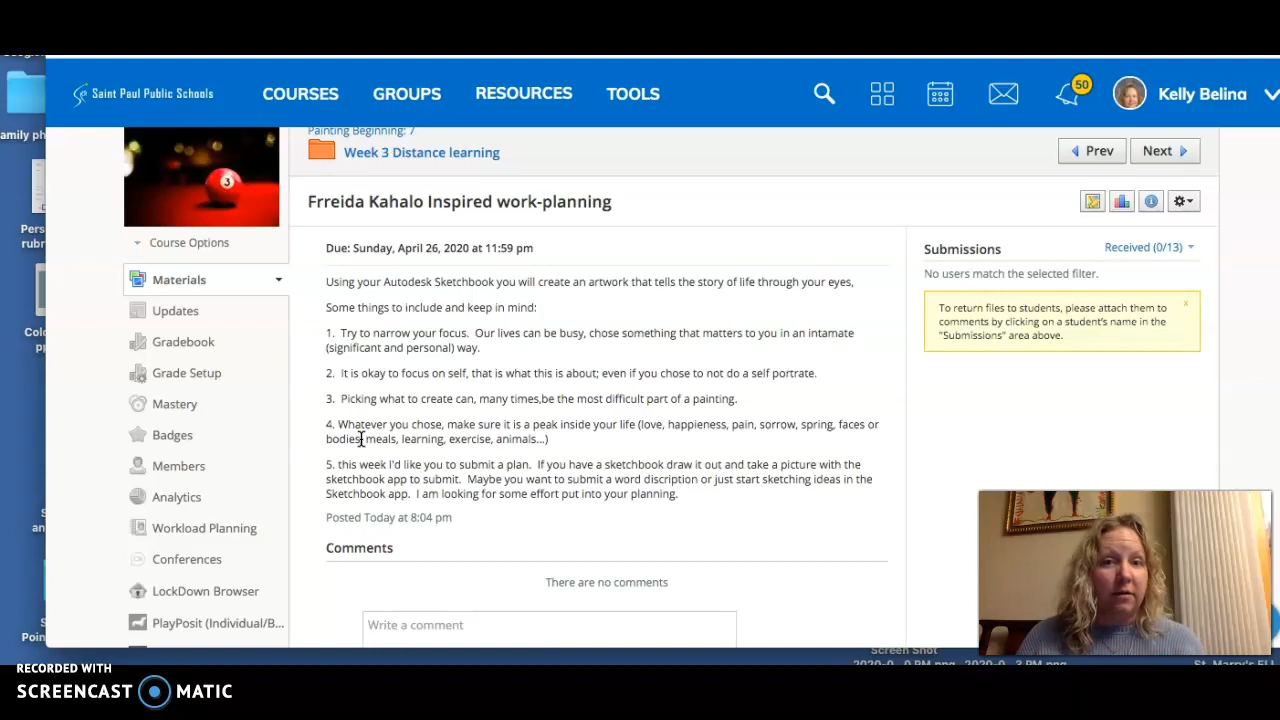 Saint Paul Public Schools COURSES GROUPS RESOURCES TOOLS 50 Kelly Belina
amily ph
Painting Beginning: 7
Week 3 Distance learning
Prev Next
3
Pers
rubr
Frreida Kahalo Inspired work-planning
Course Options
Due: Sunday, April 26, 2020 at 11:59 pm
Submissions Received (0/13)
No users match the selected filter.
Materials
Using your Autodesk Sketchbook you will create an artwork that tells the story of life through your eyes,
To return files to students, please attach them to
comments by clicking on a student's name in the
"Submissions" area above.
x
Some things to include and keep in mind:
Updates
Colo
pp
1. Try to narrow your focus. Our lives can be busy, chose something that matters to you in an intamate
(significant and personal) way.
Gradebook
2. It is okay to focus on self, that is what this is about; even if you chose to not do a self portrate.
Grade Setup
3. Picking what to create can, many times,be the most difficult part of a painting.
Mastery
4. Whatever you chose, make sure it is a peak inside your life (love, happieness, pain, sorrow, spring, faces or
bodies, meals, learning, exercise, animals...)
Badges
5. this week I'd like you to submit a plan. If you have a sketchbook draw it out and take a picture with the
sketchbook app to submit. Maybe you want to submit a word discription or just start sketching ideas in the
Sketchbook app. I am looking for some effort put into your planning.
Members
Analytics
Posted Today at 8:04 pm
S
an
Workload Planning
Comments
Conferences
There are no comments
LockDown Browser
S
Poin
PlayPosit (Individual/B...
Write a comment
Screen Shot
RECORDED WITH
SCREENCAST MATIC